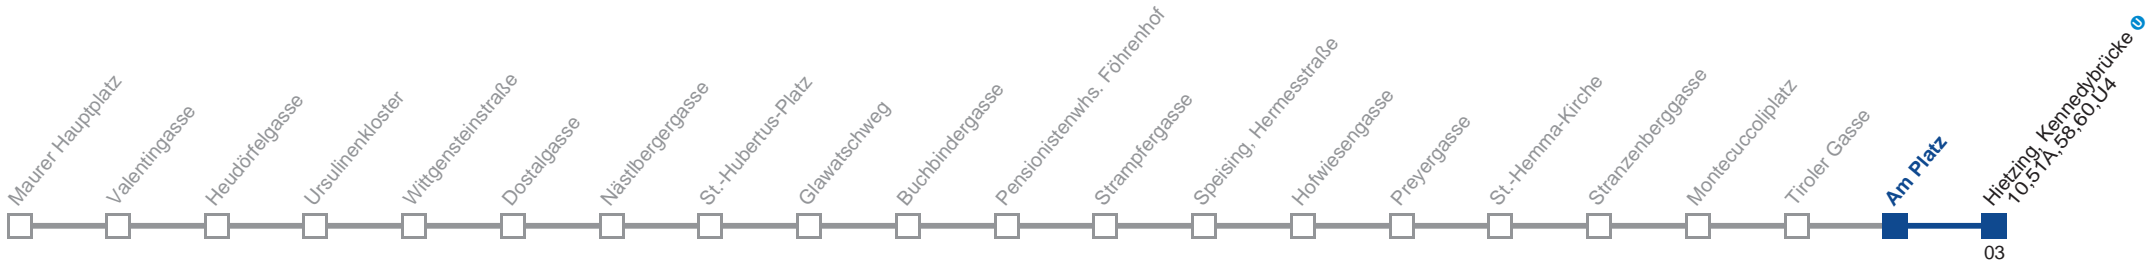 Maurer Hauptplatz
Valentingasse
Heudörfelgasse
Ursulinenkloster
Wittgensteinstraße
Dostalgasse
Nästlbergergasse
St.-Hubertus-Platz
Glawatschweg
Buchbindergasse
Pensionistenwhs. Föhrenhof
Strampfergasse
Speising, Hermesstraße
Hofwiesengasse
Preyergasse
St.-Hemma-Kirche
Stranzenberggasse
Montecuccoliplatz
Tiroler Gasse
Am Platz
Hietzing, Kennedybrücke U
10,51A,58,60,U4
03